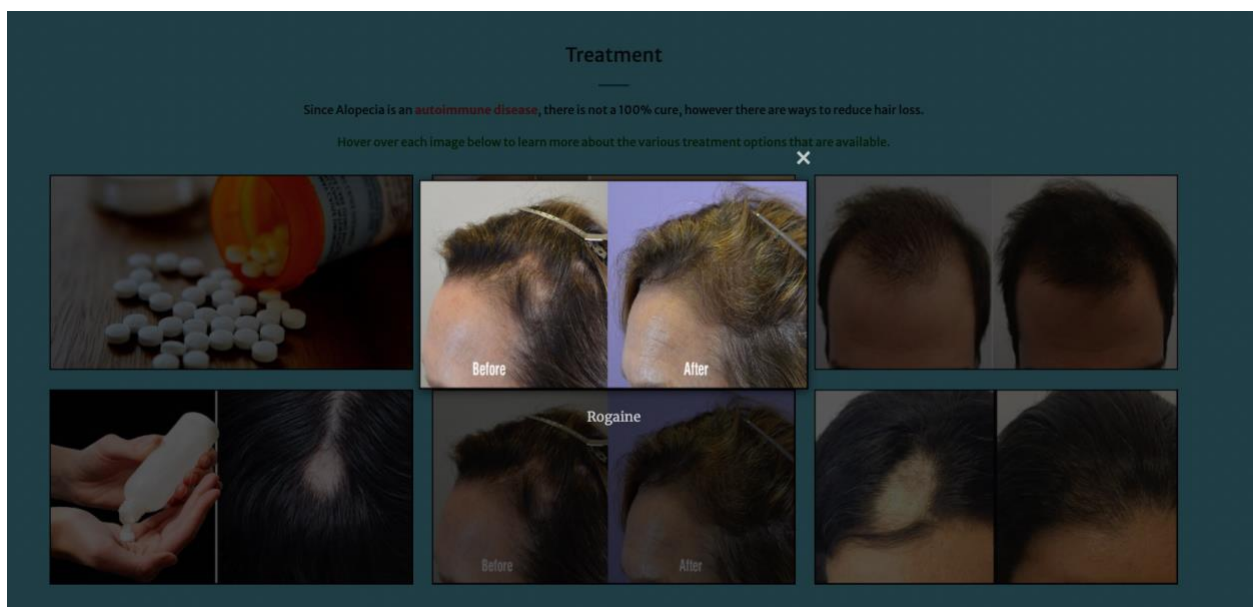 Treatment
Since Alopecia is an autoimmune disease, there is not a 100% cure, however there are ways to reduce hair loss.
Hover over each image below to learn more about the various treatment options that are available.
×
Before
After
Rogaine
Before
After